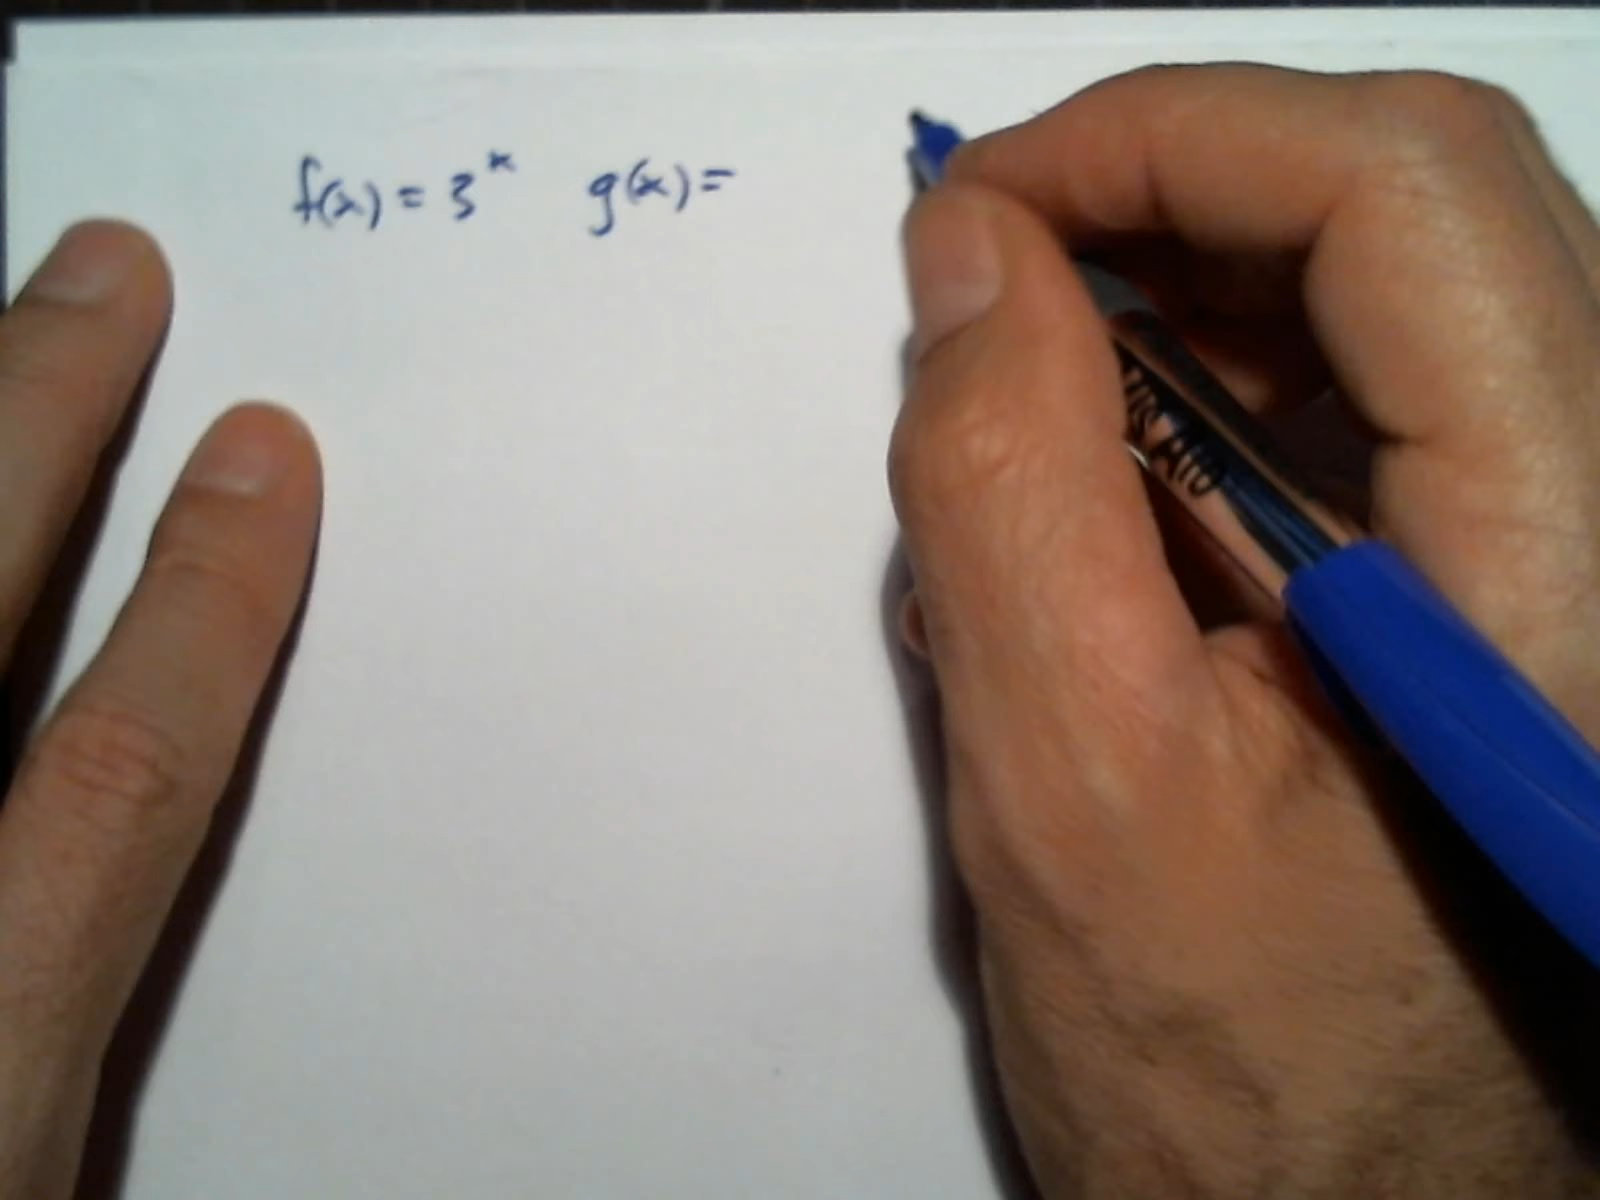 f(x) = 3^x g(x) =